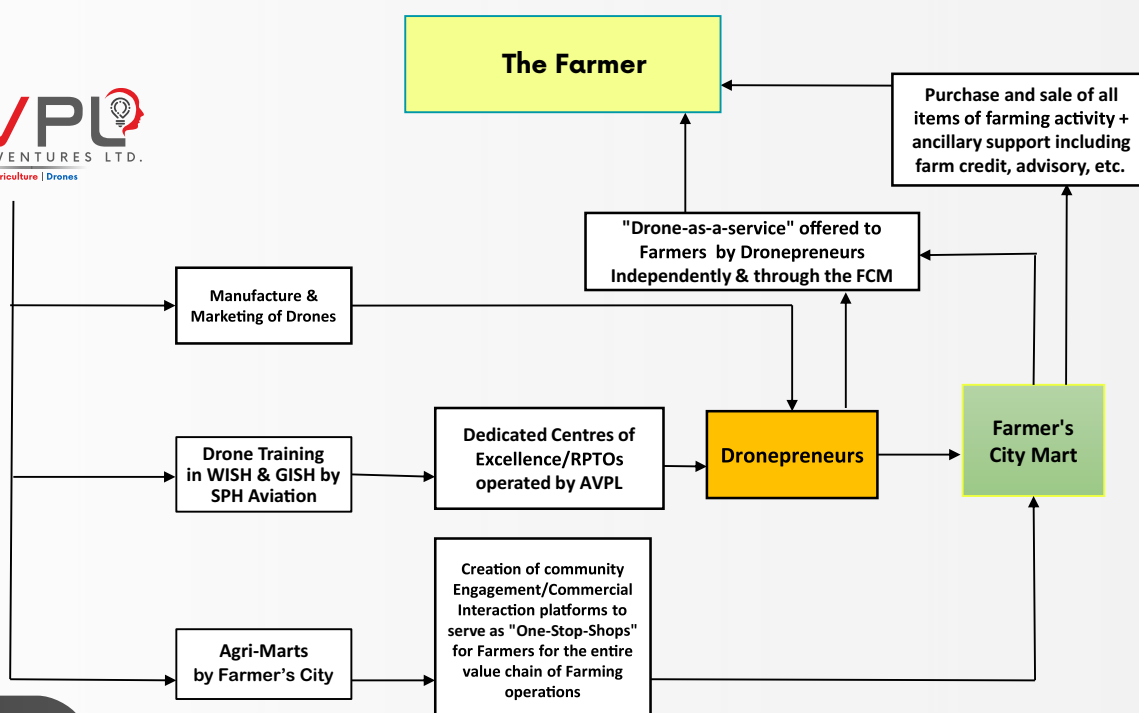 The Farmer
VPL
VENTURES LTD.
riculture | Drones
Purchase and sale of all
items of farming activity +
ancillary support including
farm credit, advisory, etc.
"Drone-as-a-service" offered to
Farmers by Dronepreneurs
Independently & through the FCM
Manufacture &
Marketing of Drones
Drone Training
in WISH & GISH by
SPH Aviation
Dedicated Centres of
Excellence/RPTOs
operated by AVPL
Dronepreneurs
Farmer's
City Mart
Creation of community
Engagement/Commercial
Interaction platforms to
serve as "One-Stop-Shops"
for Farmers for the entire
value chain of Farming
operations
Agri-Marts
by Farmer's City